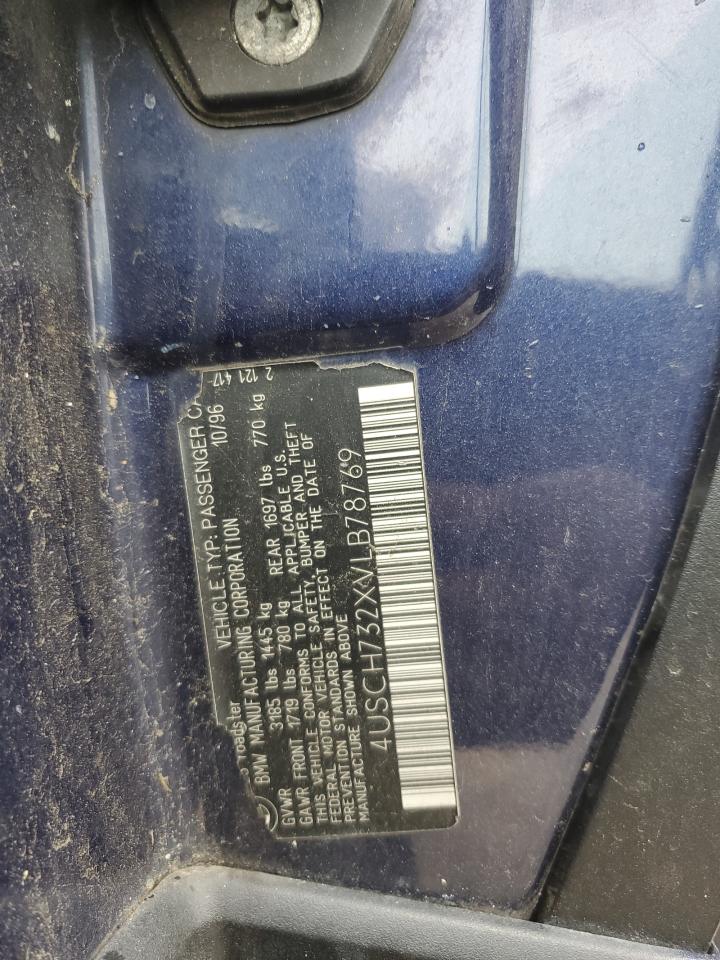 Roadster VEHICLE TYP: PASSENGER CA
BMW MANUFACTURING CORPORATION 10/96
GVWR 3185 lbs 1445 kg
GAWR FRONT 1719 lbs 780 kg REAR 1697 lbs 770 kg
THIS VEHICLE CONFORMS TO ALL APPLICABLE U.S.
FEDERAL MOTOR VEHICLE SAFETY, BUMPER AND THEFT
PREVENTION STANDARDS IN EFFECT ON THE DATE OF
MANUFACTURE SHOWN ABOVE
2 121 417
4USCH732XVLB78769